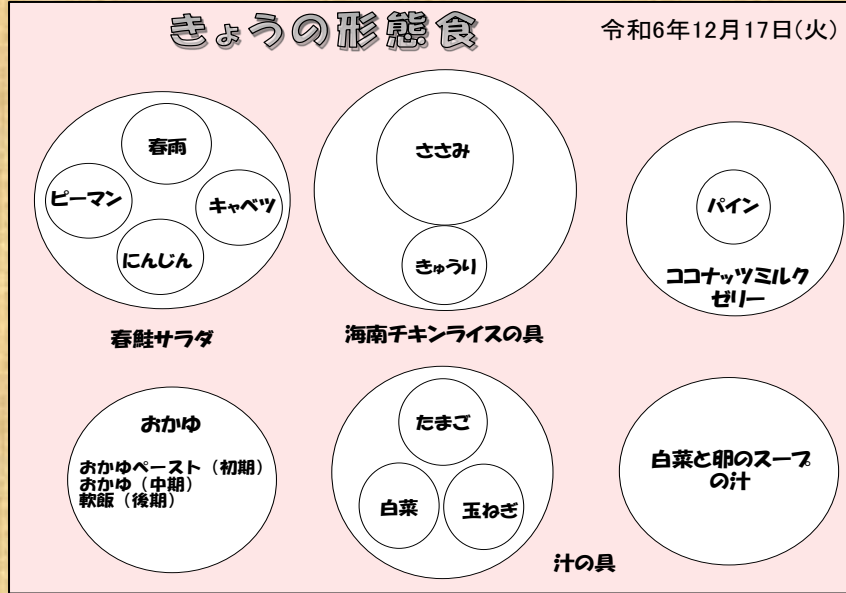 きょうの形態食
令和6年12月17日(火)
春雨
ピーマン
キャベツ
にんじん
春鮭サラダ
ささみ
きゅうり
海南チキンライスの具
パイン
ココナッツミルク
ゼリー
おかゆ
おかゆペースト（初期）
おかゆ（中期）
軟飯（後期）
たまご
白菜
玉ねぎ
汁の具
白菜と卵のスープ
の汁